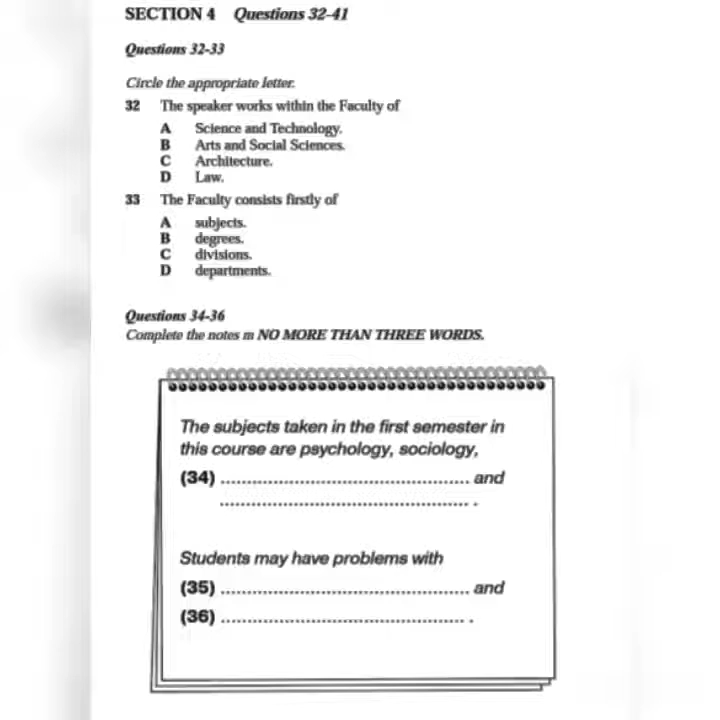 SECTION 4 Questions 32-41
Questions 32-33
Circle the appropriate letter.
32 The speaker works within the Faculty of
A Science and Technology.
B Arts and Social Sciences.
C Architecture.
D Law.
33 The Faculty consists firstly of
A subjects.
B degrees.
C divisions.
D departments.
Questions 34-36
Complete the notes m NO MORE THAN THREE WORDS.
The subjects taken in the first semester in
this course are psychology, sociology,
(34) ................................................ and
................................................ .
Students may have problems with
(35) ................................................ and
(36) ................................................ .